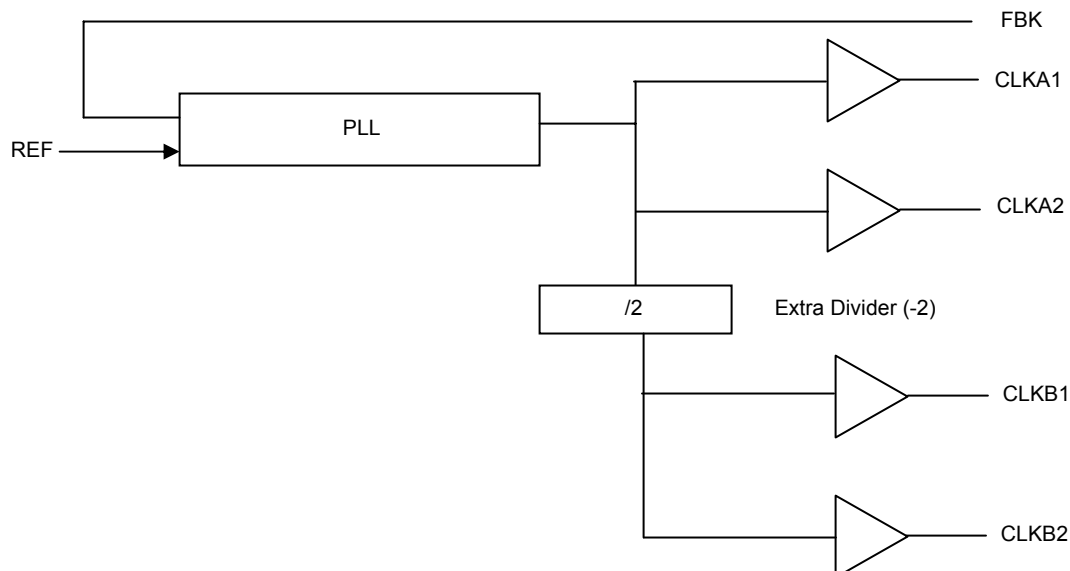 FBK
CLKA1
PLL
REF
CLKA2
/2
Extra Divider (-2)
CLKB1
CLKB2